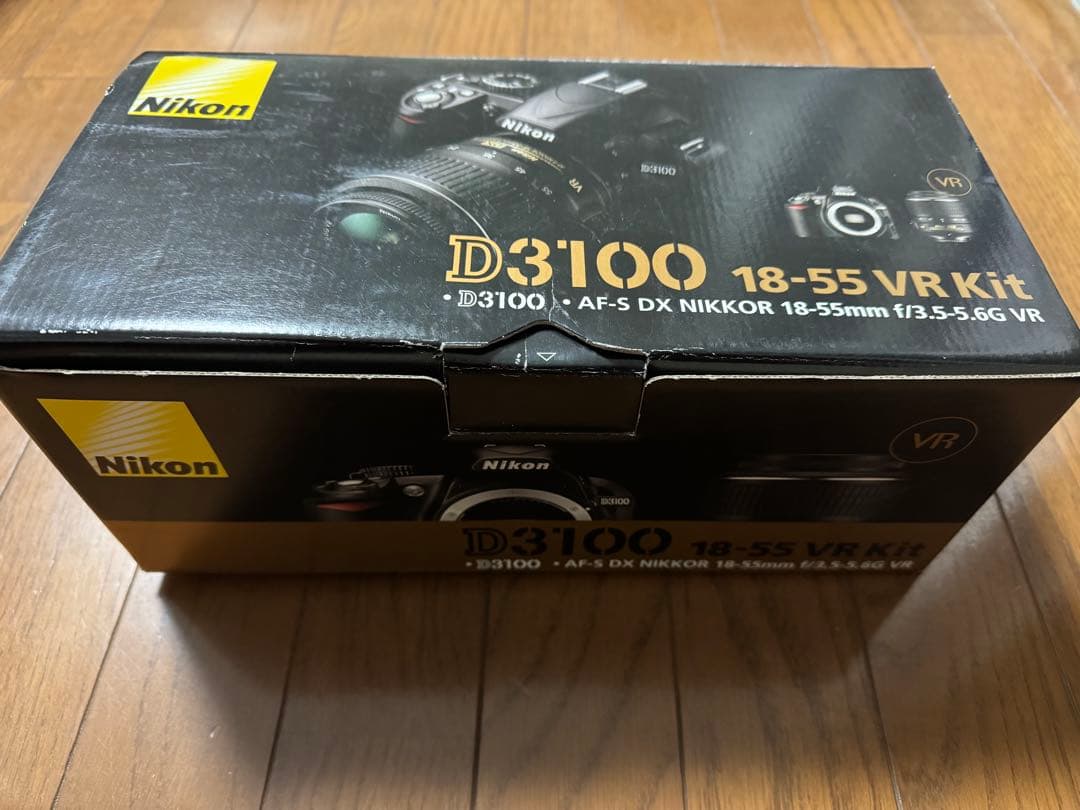 Nikon
Nikon
D3100
VR
VR
D3100 18-55 VR Kit
• D3100 • AF-S DX NIKKOR 18-55mm f/3.5-5.6G VR
Nikon
VR
Nikon
D3100
D3100 18-55 VR Kit
• D3100 • AF-S DX NIKKOR 18-55mm f/3.5-5.6G VR